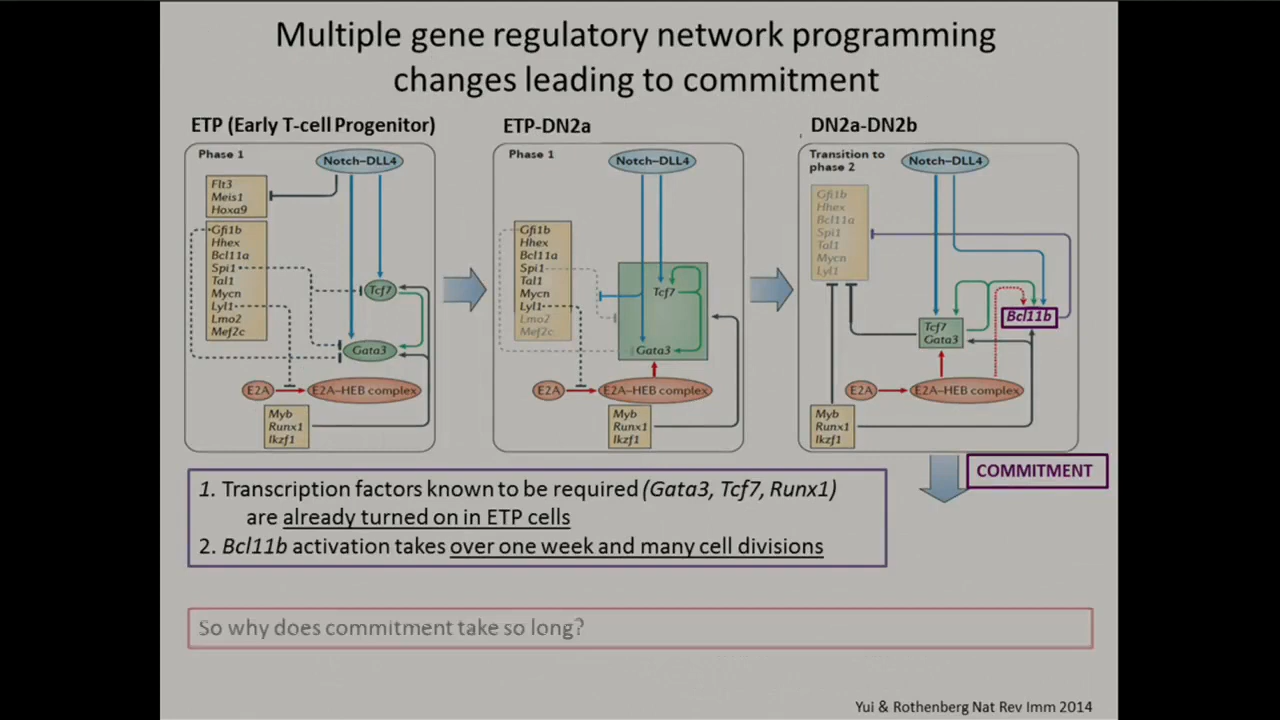 Multiple gene regulatory network programming
changes leading to commitment
ETP (Early T-cell Progenitor)
Phase 1
Notch–DLL4
Flt3
Meis1
Hoxa9
Gfi1b
Hhex
Bcl11a
Spi1
Tal1
Mycn
Lyl1
Lmo2
Mef2c
Tcf7
Gata3
E2A
E2A–HEB complex
Myb
Runx1
Ikzf1
ETP-DN2a
Phase 1
Notch–DLL4
Gfi1b
Hhex
Bcl11a
Spi1
Tal1
Mycn
Lyl1
Lmo2
Mef2c
Tcf7
Gata3
E2A
E2A–HEB complex
Myb
Runx1
Ikzf1
DN2a-DN2b
Transition to
phase 2
Notch–DLL4
Gfi1b
Hhex
Bcl11a
Spi1
Tal1
Mycn
Lyl1
Bcl11b
Tcf7
Gata3
E2A
E2A–HEB complex
Myb
Runx1
Ikzf1
COMMITMENT
1. Transcription factors known to be required (Gata3, Tcf7, Runx1)
are already turned on in ETP cells
2. Bcl11b activation takes over one week and many cell divisions
So why does commitment take so long?
Yui & Rothenberg Nat Rev Imm 2014